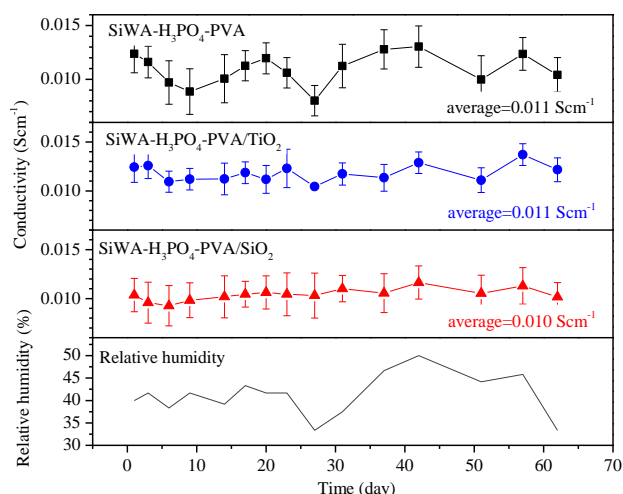 SiWA-H₃PO₄-PVA
0.010
average=0.011 Scm⁻¹
0.015
SiWA-H₃PO₄-PVA/TiO₂
0.010
average=0.011 Scm⁻¹
0.015
SiWA-H₃PO₄-PVA/SiO₂
0.010
average=0.010 Scm⁻¹
Conductivity (Scm⁻¹)
50
Relative humidity
45
40
35
30
Relative humidity (%)
0 10 20 30 40 50 60 70
Time (day)